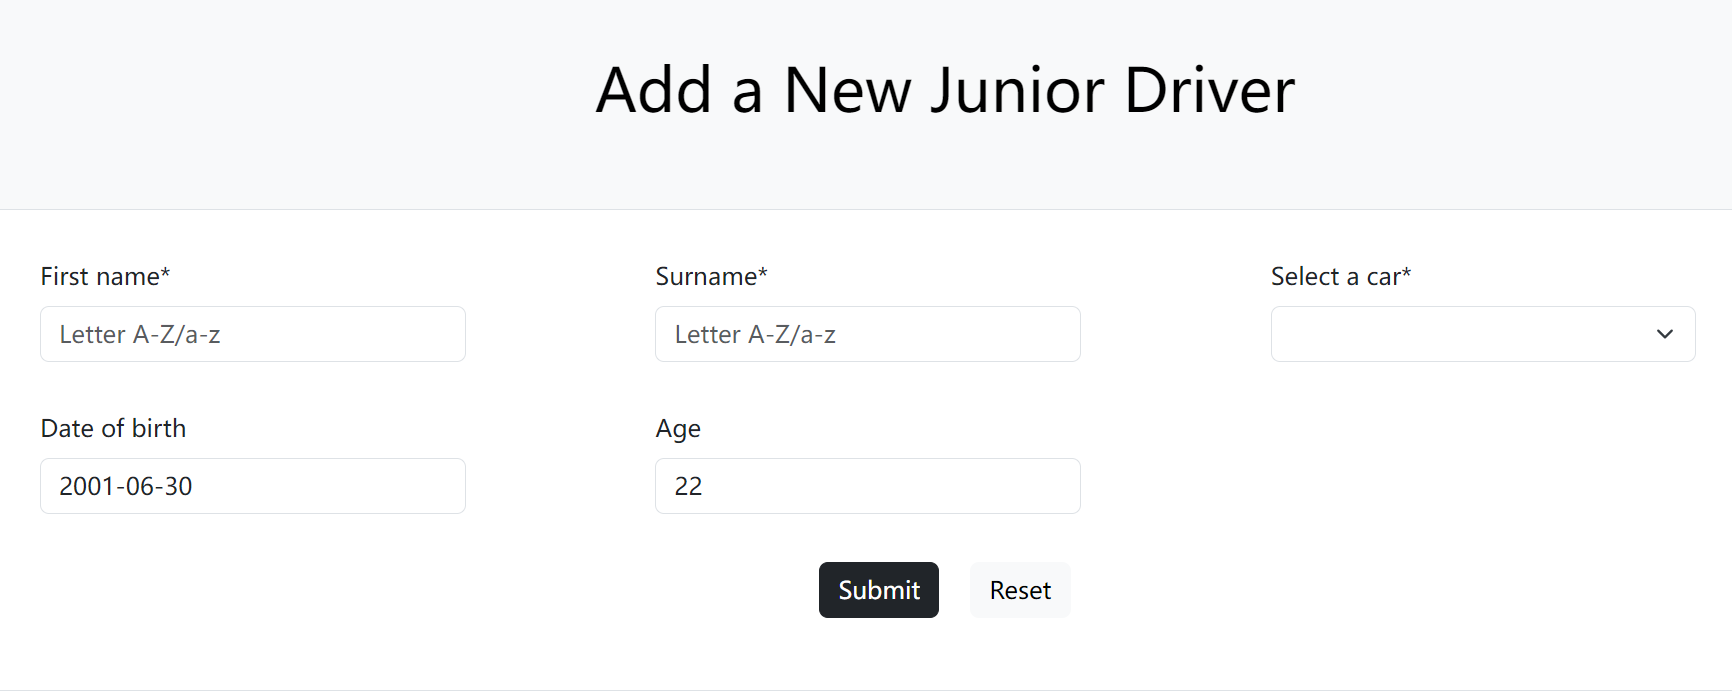 Add a New Junior Driver
First name*
Surname*
Select a car*
Letter A-Z/a-z
Letter A-Z/a-z
Date of birth
Age
2001-06-30
22
Submit
Reset